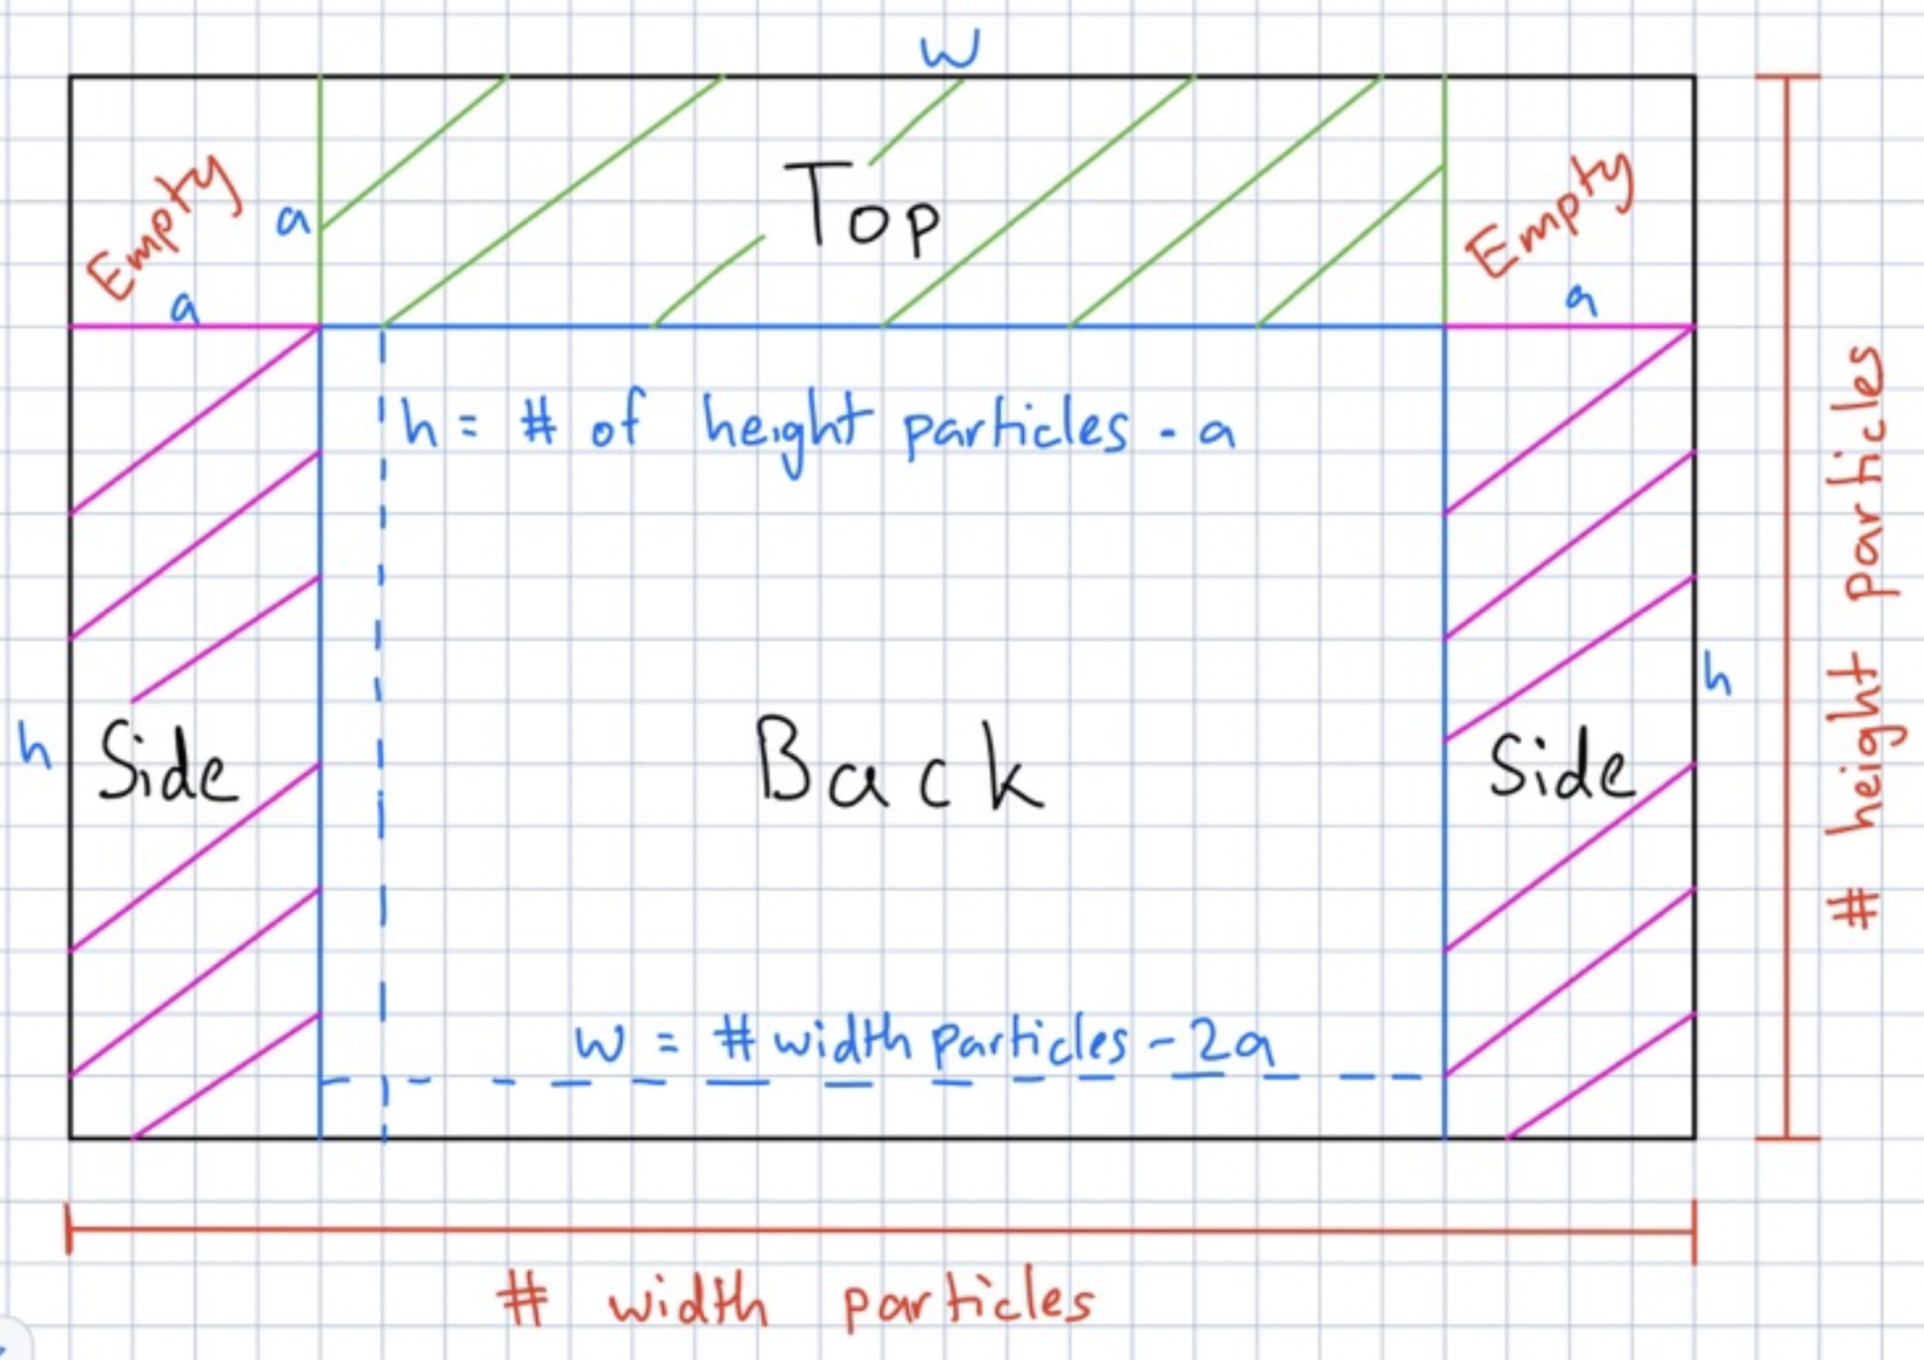 w
Top
Empty
a
a
Empty
a
h = # of height particles - a
# height particles
h
Side
Back
Side
h
w = # width particles - 2a
# width particles